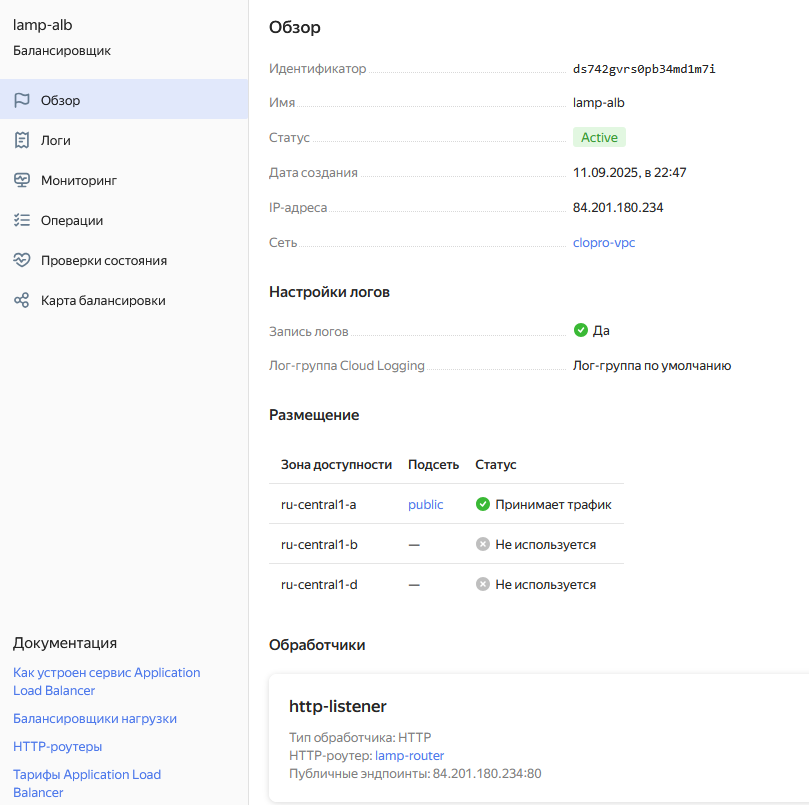 lamp-alb
Балансировщик
Обзор
Логи
Мониторинг
Операции
Проверки состояния
Карта балансировки
Документация
Как устроен сервис Application
Load Balancer
Балансировщики нагрузки
HTTP-роутеры
Тарифы Application Load
Balancer
Обзор
Идентификатор ds742gvrs0pb34md1m7i
Имя lamp-alb
Статус Active
Дата создания 11.09.2025, в 22:47
IP-адреса 84.201.180.234
Сеть clopro-vpc
Настройки логов
Запись логов Да
Лог-группа Cloud Logging Лог-группа по умолчанию
Размещение
Зона доступности Подсеть Статус
ru-central1-a public Принимает трафик
ru-central1-b — Не используется
ru-central1-d — Не используется
Обработчики
http-listener
Тип обработчика: HTTP
HTTP-роутер: lamp-router
Публичные эндпоинты: 84.201.180.234:80